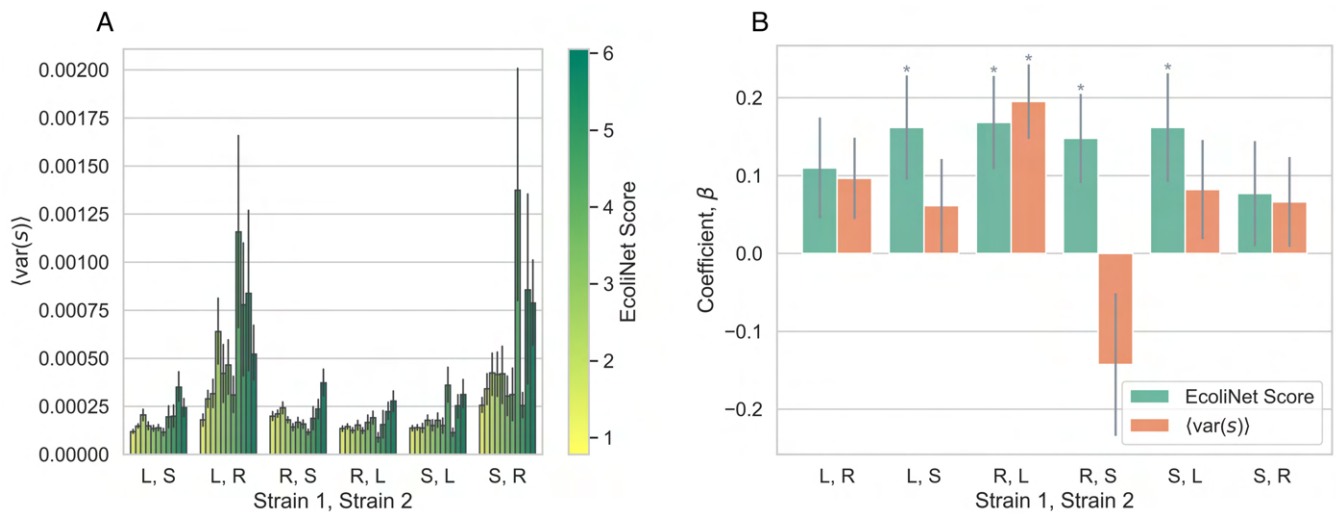 A
⟨var(s)⟩
0.00200
0.00175
0.00150
0.00125
0.00100
0.00075
0.00050
0.00025
0.00000
L, S
L, R
R, S
R, L
S, L
S, R
Strain 1, Strain 2
6
5
4
3
2
1
EcoliNet Score
B
Coefficient, β
0.2
0.1
0.0
−0.1
−0.2
*
*
*
*
*
EcoliNet Score
⟨var(s)⟩
L, R
L, S
R, L
R, S
S, L
S, R
Strain 1, Strain 2